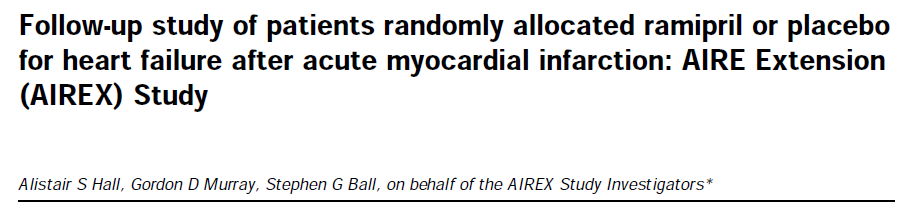 Follow-up study of patients randomly allocated ramipril or placebo
for heart failure after acute myocardial infarction: AIRE Extension
(AIREX) Study
Alistair S Hall, Gordon D Murray, Stephen G Ball, on behalf of the AIREX Study Investigators*